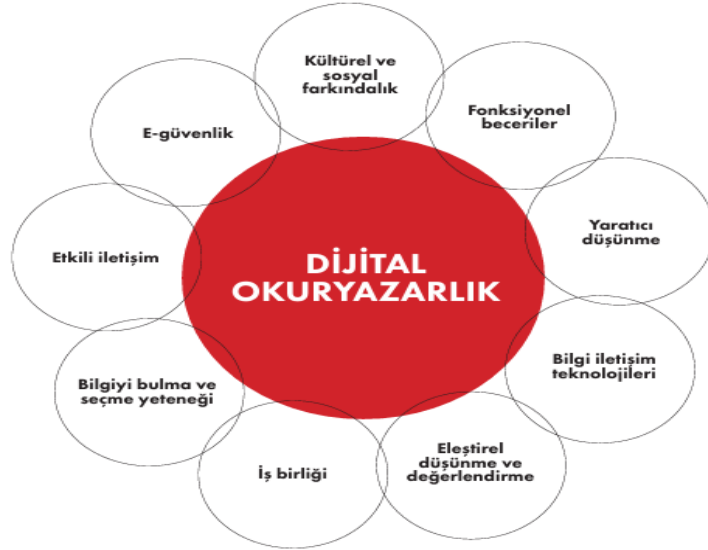 Kültürel ve
sosyal
farkındalık
Fonksiyonel
beceriler
Yaratıcı
düşünme
Bilgi iletişim
teknolojileri
Eleştirel
düşünme ve
değerlendirme
İş birliği
Bilgiyi bulma ve
seçme yeteneği
Etkili iletişim
E-güvenlik
DİJİTAL
OKURYAZARLIK